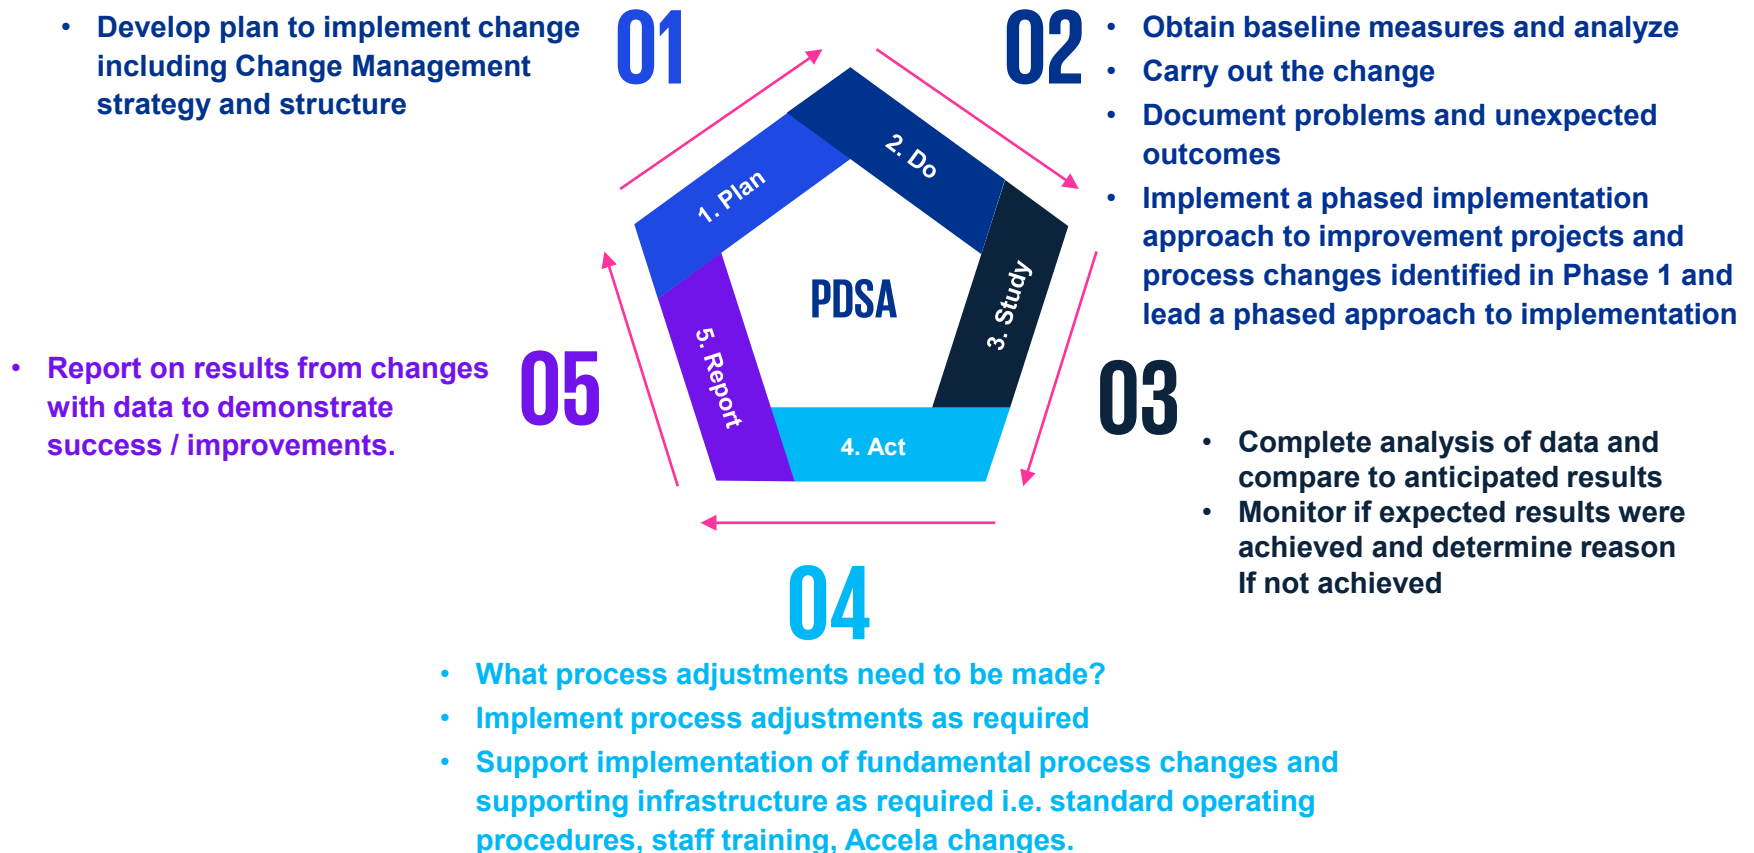 01
• Develop plan to implement change
including Change Management
strategy and structure
02
• Obtain baseline measures and analyze
• Carry out the change
• Document problems and unexpected
outcomes
• Implement a phased implementation
approach to improvement projects and
process changes identified in Phase 1 and
lead a phased approach to implementation
1. Plan
2. Do
3. Study
4. Act
5. Report
PDSA
03
• Complete analysis of data and
compare to anticipated results
• Monitor if expected results were
achieved and determine reason
If not achieved
04
• What process adjustments need to be made?
• Implement process adjustments as required
• Support implementation of fundamental process changes and
supporting infrastructure as required i.e. standard operating
procedures, staff training, Accela changes.
05
• Report on results from changes
with data to demonstrate
success / improvements.